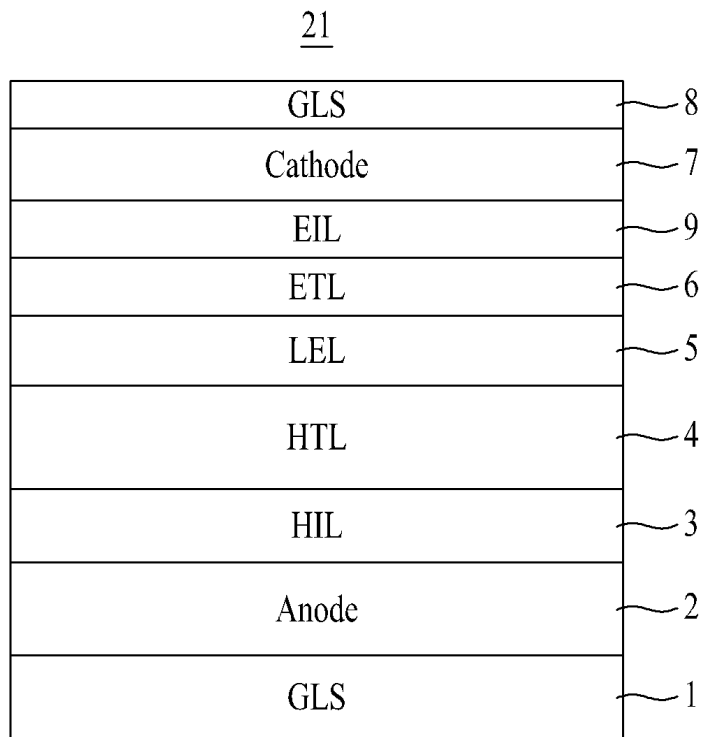 21
GLS 8
Cathode 7
EIL 9
ETL 6
LEL 5
HTL 4
HIL 3
Anode 2
GLS 1